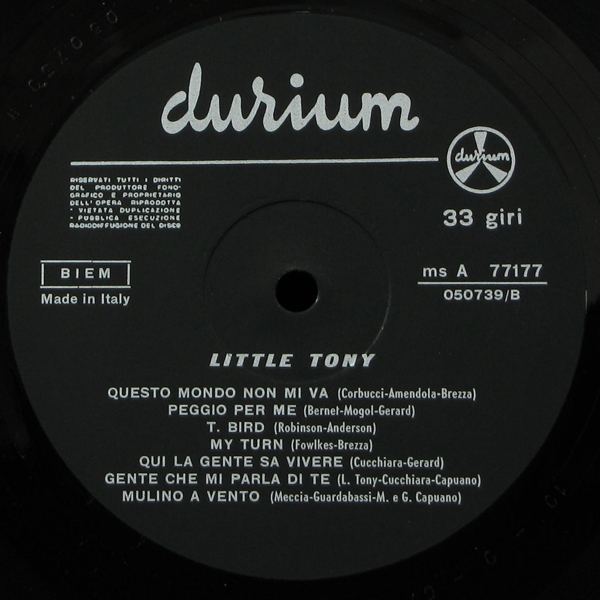 durium
durium
RISERVATI TUTTI I DIRITTI
DEL PRODUTTORE FONO-
GRAFICO E PROPRIETARIO
DELL'OPERA RIPRODOTTA
- VIETATA DUPLICAZIONE
- PUBBLICA ESECUZIONE
RADIODIFFUSIONE DEL DISCO
33 giri
BIEM
Made in Italy
ms A 77177
050739/B
LITTLE TONY
QUESTO MONDO NON MI VA (Corbucci-Amendola-Brezza)
PEGGIO PER ME (Bernet-Mogol-Gerard)
T. BIRD (Robinson-Anderson)
MY TURN (Fowlkes-Brezza)
QUI LA GENTE SA VIVERE (Cucchiara-Gerard)
GENTE CHE MI PARLA DI TE (L. Tony-Cucchiara-Capuano)
MULINO A VENTO (Meccia-Guardabassi-M. e G. Capuano)